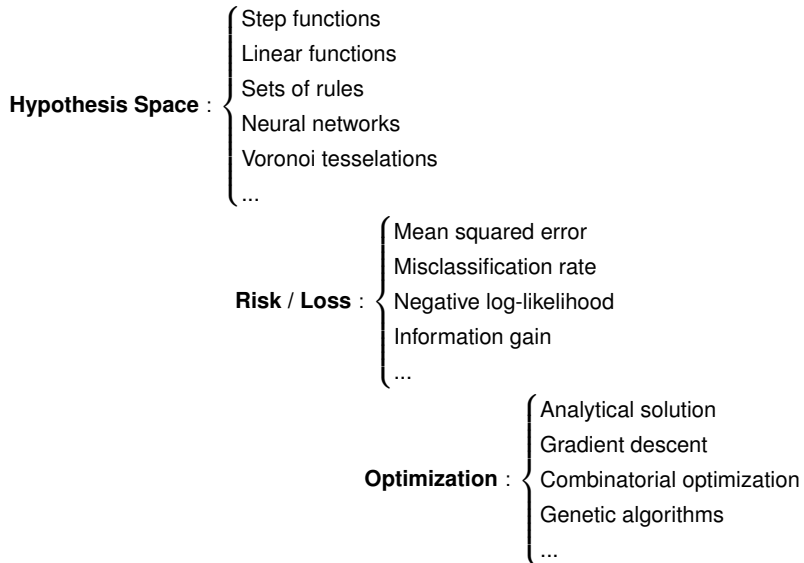 Step functions
Linear functions
Sets of rules
Hypothesis Space :
Neural networks
Voronoi tesselations
...
Mean squared error
Misclassification rate
Risk / Loss : Negative log-likelihood
Information gain
...
Analytical solution
Gradient descent
Optimization : Combinatorial optimization
Genetic algorithms
...